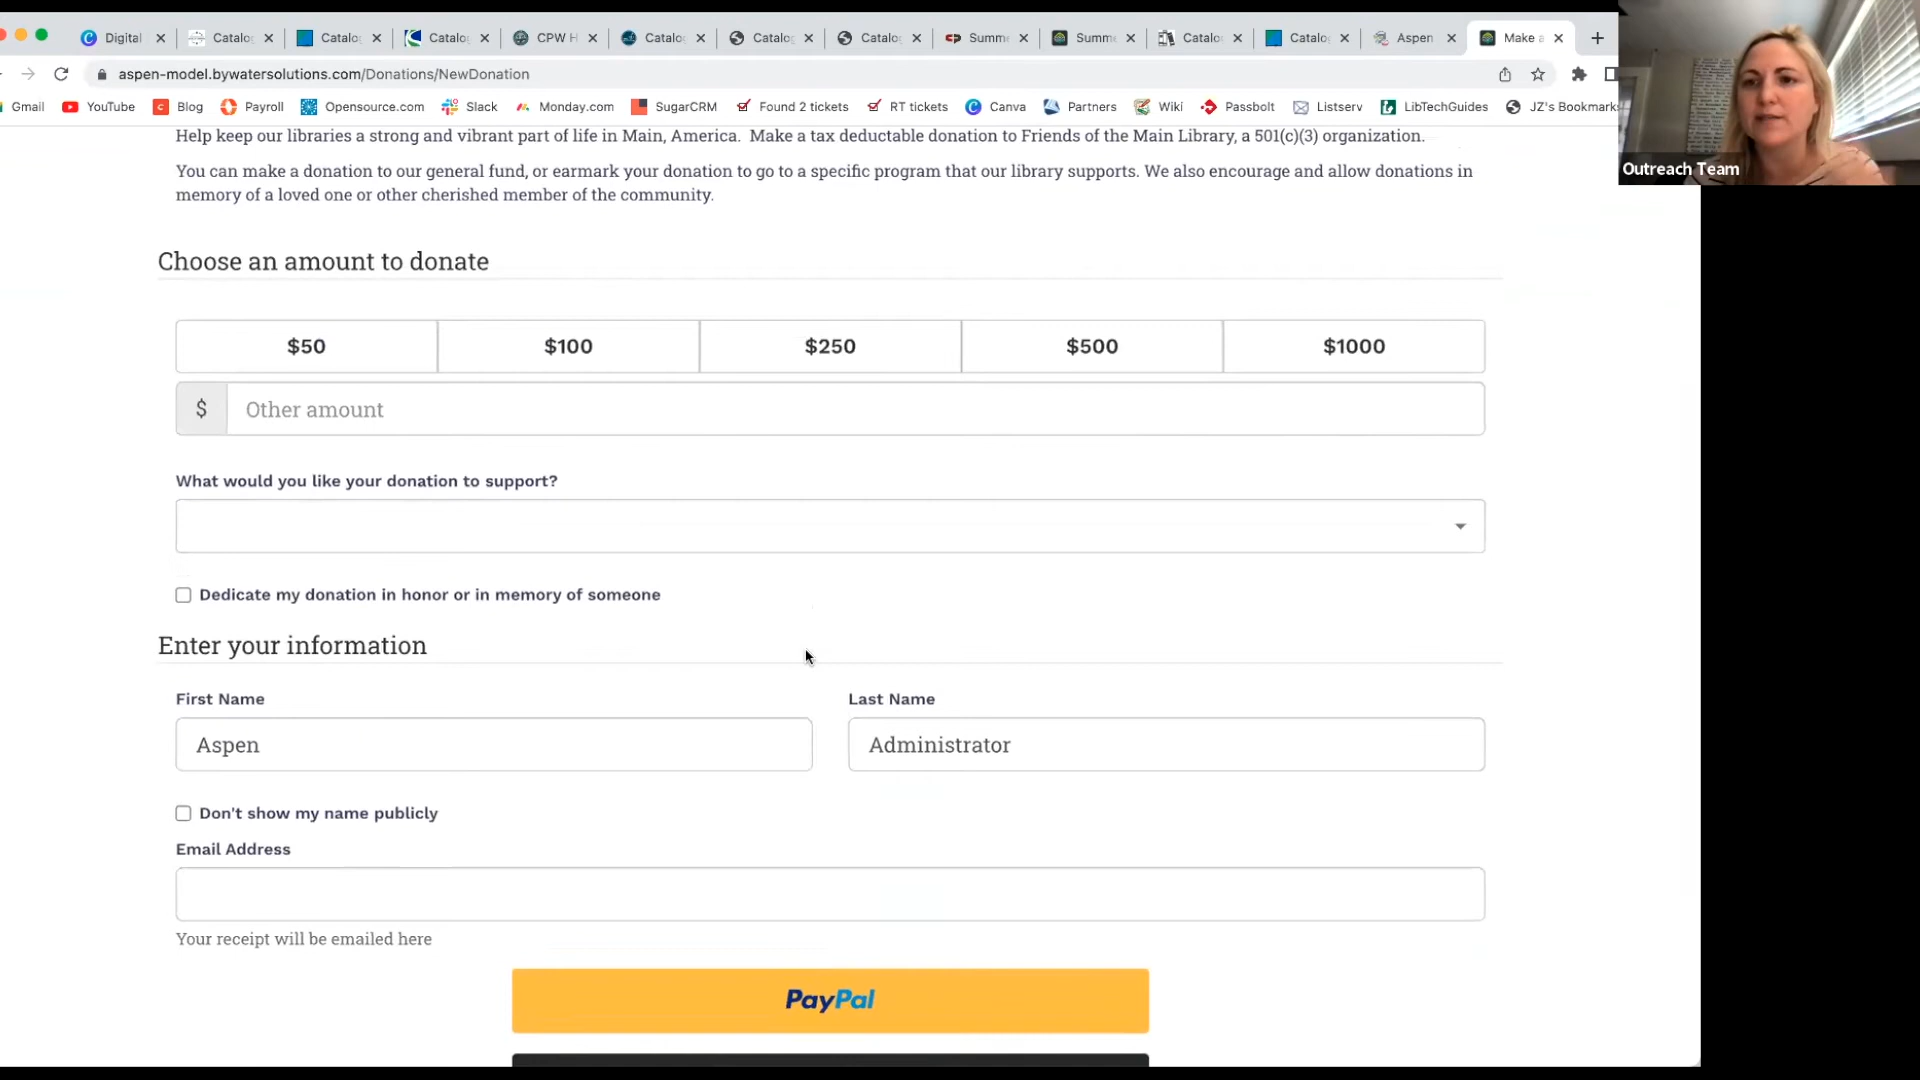 Digital
Catalo
Catalo
Catalo
CPW H
Catalo
Catalo
Catalo
Summ
Summ
Catalo
Catalo
Aspen
Make a
aspen-model.bywatersolutions.com/Donations/NewDonation
Gmail
YouTube
Blog
Payroll
Opensource.com
Slack
Monday.com
SugarCRM
Found 2 tickets
RT tickets
Canva
Partners
Wiki
Passbolt
Listserv
LibTechGuides
JZ's Bookmark
Outreach Team
Help keep our libraries a strong and vibrant part of life in Main, America. Make a tax deductable donation to Friends of the Main Library, a 501(c)(3) organization.
You can make a donation to our general fund, or earmark your donation to go to a specific program that our library supports. We also encourage and allow donations in
memory of a loved one or other cherished member of the community.
Choose an amount to donate
$50 $100 $250 $500 $1000
$ Other amount
What would you like your donation to support?
Dedicate my donation in honor or in memory of someone
Enter your information
First Name Last Name
Aspen Administrator
Don't show my name publicly
Email Address
Your receipt will be emailed here
PayPal